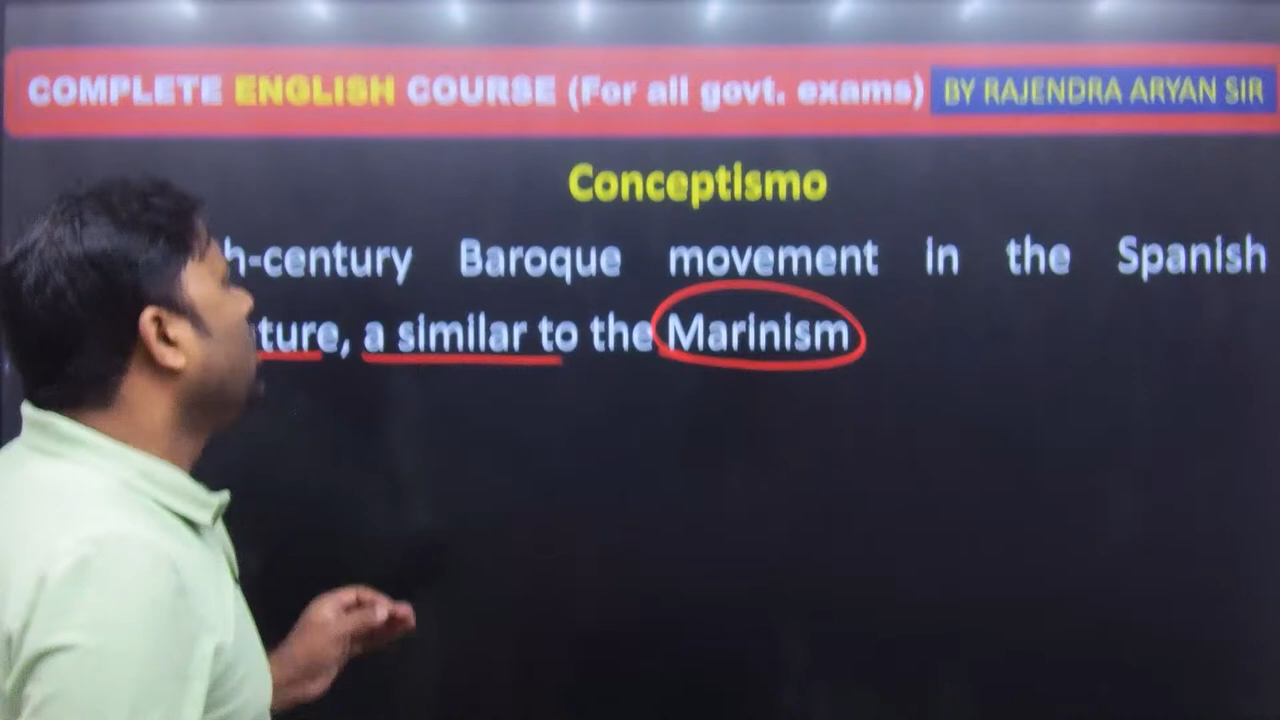 COMPLETE ENGLISH COURSE (For all govt. exams) BY RAJENDRA ARYAN SIR
Conceptismo
h-century Baroque movement in the Spanish
ture, a similar to the Marinism